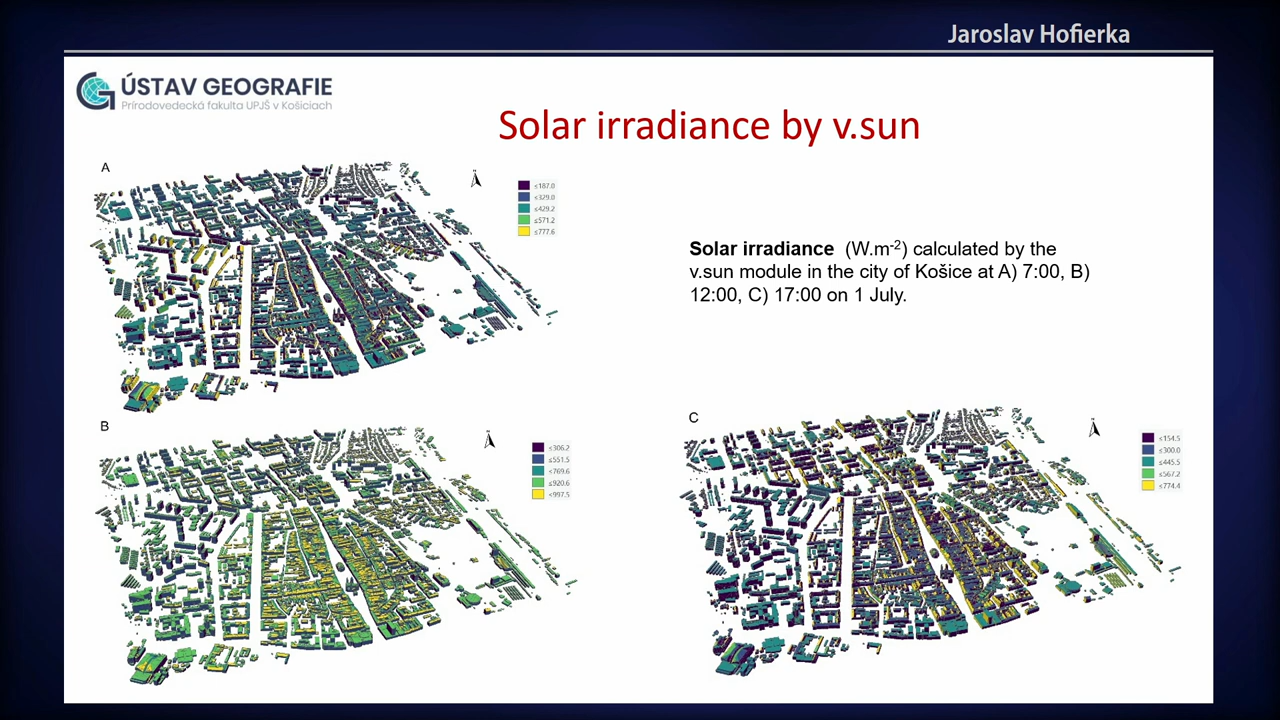 Jaroslav Hofierka
ÚSTAV GEOGRAFIE
Prírodovedecká fakulta UPJŠ v Košiciach
Solar irradiance by v.sun
A
≤187.0
≤329.0
≤429.2
≤571.2
≤777.6
Solar irradiance (W.m-2) calculated by the
v.sun module in the city of Košice at A) 7:00, B)
12:00, C) 17:00 on 1 July.
B
≤306.2
≤551.5
≤769.6
≤920.6
≤997.5
C
≤154.5
≤300.0
≤445.5
≤567.2
≤774.4